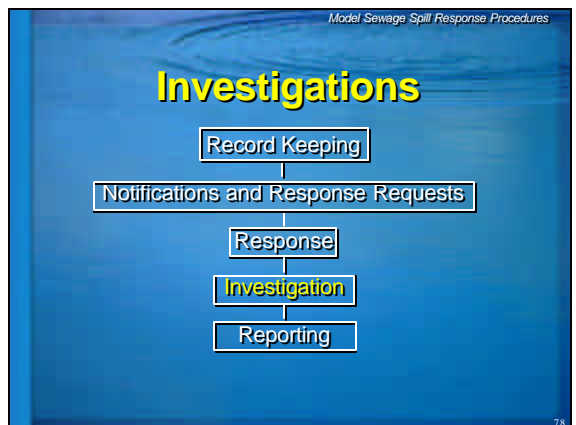 Model Sewage Spill Response Procedures
Investigations
Record Keeping
Notifications and Response Requests
Response
Investigation
Reporting
78